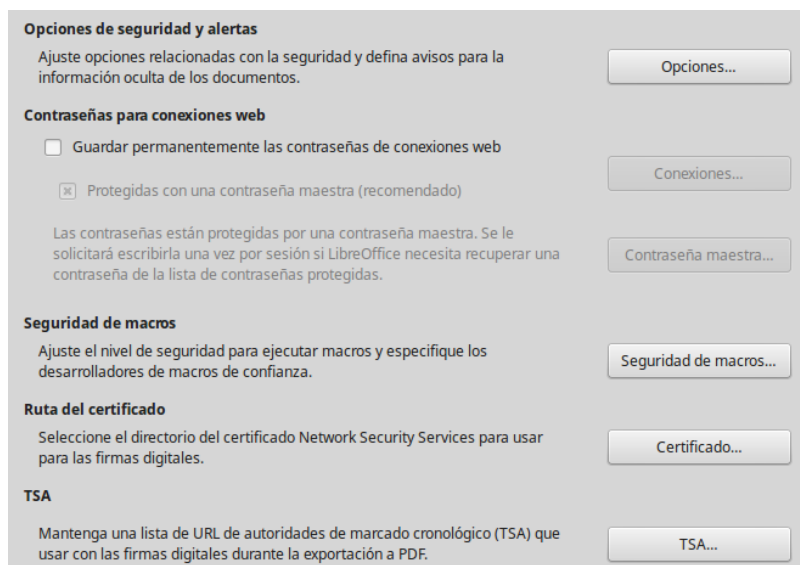 Opciones de seguridad y alertas
Ajuste opciones relacionadas con la seguridad y defina avisos para la
información oculta de los documentos.
Opciones...
Contraseñas para conexiones web
Guardar permanentemente las contraseñas de conexiones web
Conexiones...
Protegidas con una contraseña maestra (recomendado)
Las contraseñas están protegidas por una contraseña maestra. Se le
solicitará escribirla una vez por sesión si LibreOffice necesita recuperar una
contraseña de la lista de contraseñas protegidas.
Contraseña maestra...
Seguridad de macros
Ajuste el nivel de seguridad para ejecutar macros y especifique los
desarrolladores de macros de confianza.
Seguridad de macros...
Ruta del certificado
Seleccione el directorio del certificado Network Security Services para usar
para las firmas digitales.
Certificado...
TSA
Mantenga una lista de URL de autoridades de marcado cronológico (TSA) que
usar con las firmas digitales durante la exportación a PDF.
TSA...